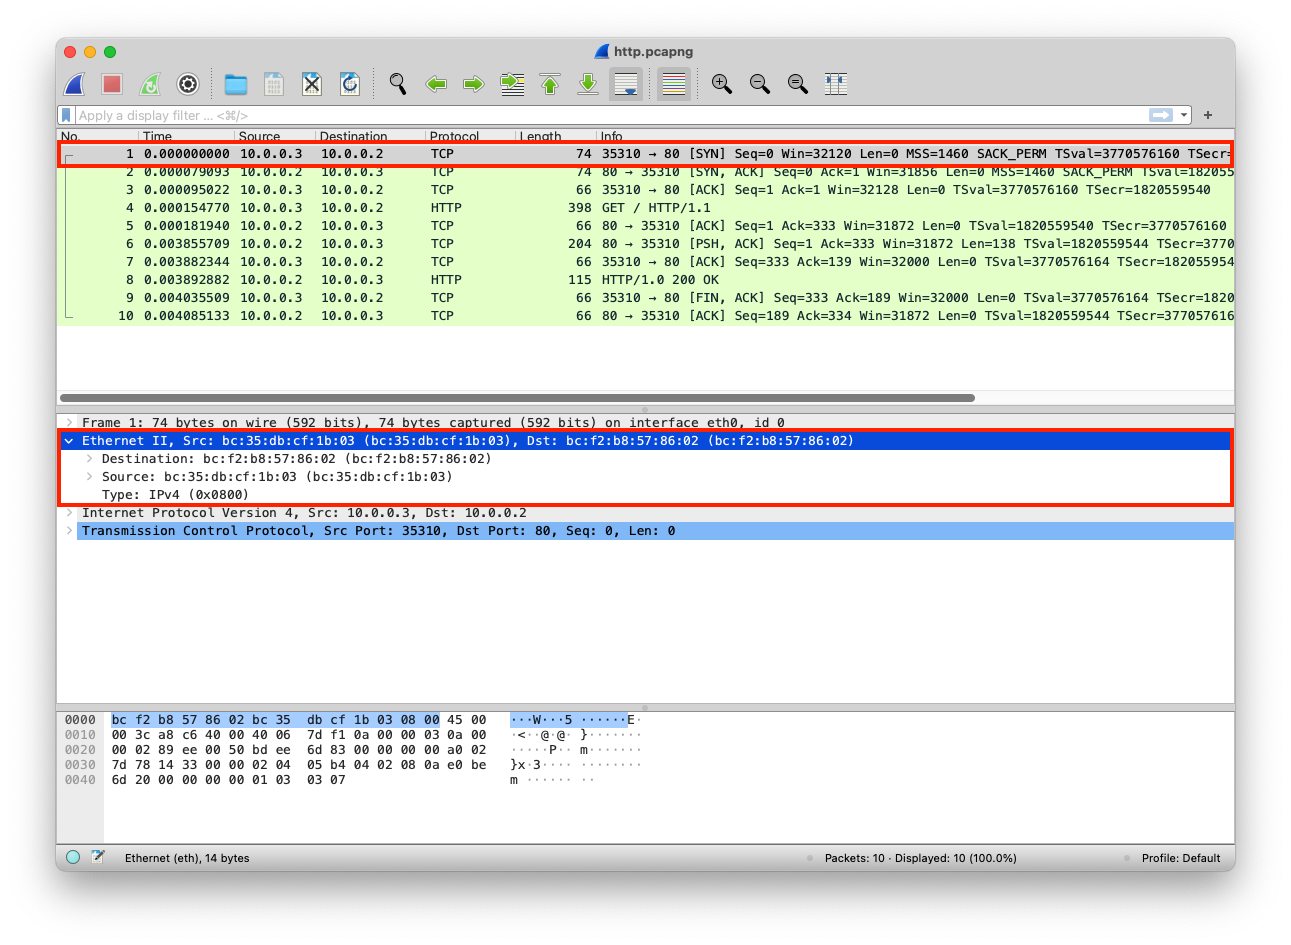 http.pcapng
Apply a display filter ... <⌘/>
No. Time Source Destination Protocol Length Info
1 0.000000000 10.0.0.3 10.0.0.2 TCP 74 35310 → 80 [SYN] Seq=0 Win=32120 Len=0 MSS=1460 SACK_PERM TSval=3770576160 TSecr=
2 0.000079093 10.0.0.2 10.0.0.3 TCP 74 80 → 35310 [SYN, ACK] Seq=0 Ack=1 Win=31856 Len=0 MSS=1460 SACK_PERM TSval=182055
3 0.000095022 10.0.0.3 10.0.0.2 TCP 66 35310 → 80 [ACK] Seq=1 Ack=1 Win=32128 Len=0 TSval=3770576160 TSecr=1820559540
4 0.000154770 10.0.0.3 10.0.0.2 HTTP 398 GET / HTTP/1.1
5 0.000181940 10.0.0.2 10.0.0.3 TCP 66 80 → 35310 [ACK] Seq=1 Ack=333 Win=31872 Len=0 TSval=1820559540 TSecr=3770576160
6 0.003855709 10.0.0.2 10.0.0.3 TCP 204 80 → 35310 [PSH, ACK] Seq=1 Ack=333 Win=31872 Len=138 TSval=1820559544 TSecr=3770
7 0.003882344 10.0.0.3 10.0.0.2 TCP 66 35310 → 80 [ACK] Seq=333 Ack=139 Win=32000 Len=0 TSval=3770576164 TSecr=182055954
8 0.003892882 10.0.0.2 10.0.0.3 HTTP 115 HTTP/1.0 200 OK
9 0.004035509 10.0.0.3 10.0.0.2 TCP 66 35310 → 80 [FIN, ACK] Seq=333 Ack=189 Win=32000 Len=0 TSval=3770576164 TSecr=1820
10 0.004085133 10.0.0.2 10.0.0.3 TCP 66 80 → 35310 [ACK] Seq=189 Ack=334 Win=31872 Len=0 TSval=1820559544 TSecr=377057616
Frame 1: 74 bytes on wire (592 bits), 74 bytes captured (592 bits) on interface eth0, id 0
Ethernet II, Src: bc:35:db:cf:1b:03 (bc:35:db:cf:1b:03), Dst: bc:f2:b8:57:86:02 (bc:f2:b8:57:86:02)
Destination: bc:f2:b8:57:86:02 (bc:f2:b8:57:86:02)
Source: bc:35:db:cf:1b:03 (bc:35:db:cf:1b:03)
Type: IPv4 (0x0800)
Internet Protocol Version 4, Src: 10.0.0.3, Dst: 10.0.0.2
Transmission Control Protocol, Src Port: 35310, Dst Port: 80, Seq: 0, Len: 0
0000 bc f2 b8 57 86 02 bc 35 db cf 1b 03 08 00 45 00 ···W···5 ······E·
0010 00 3c a8 c6 40 00 40 06 7d f1 0a 00 00 03 0a 00 ·<··@·@· }·······
0020 00 02 89 ee 00 50 bd ee 6d 83 00 00 00 00 a0 02 ·····P·· m·······
0030 7d 78 14 33 00 00 02 04 05 b4 04 02 08 0a e0 be }x·3···· ········
0040 6d 20 00 00 00 00 01 03 03 07 m ······ ··
Ethernet (eth), 14 bytes
Packets: 10 · Displayed: 10 (100.0%)
Profile: Default